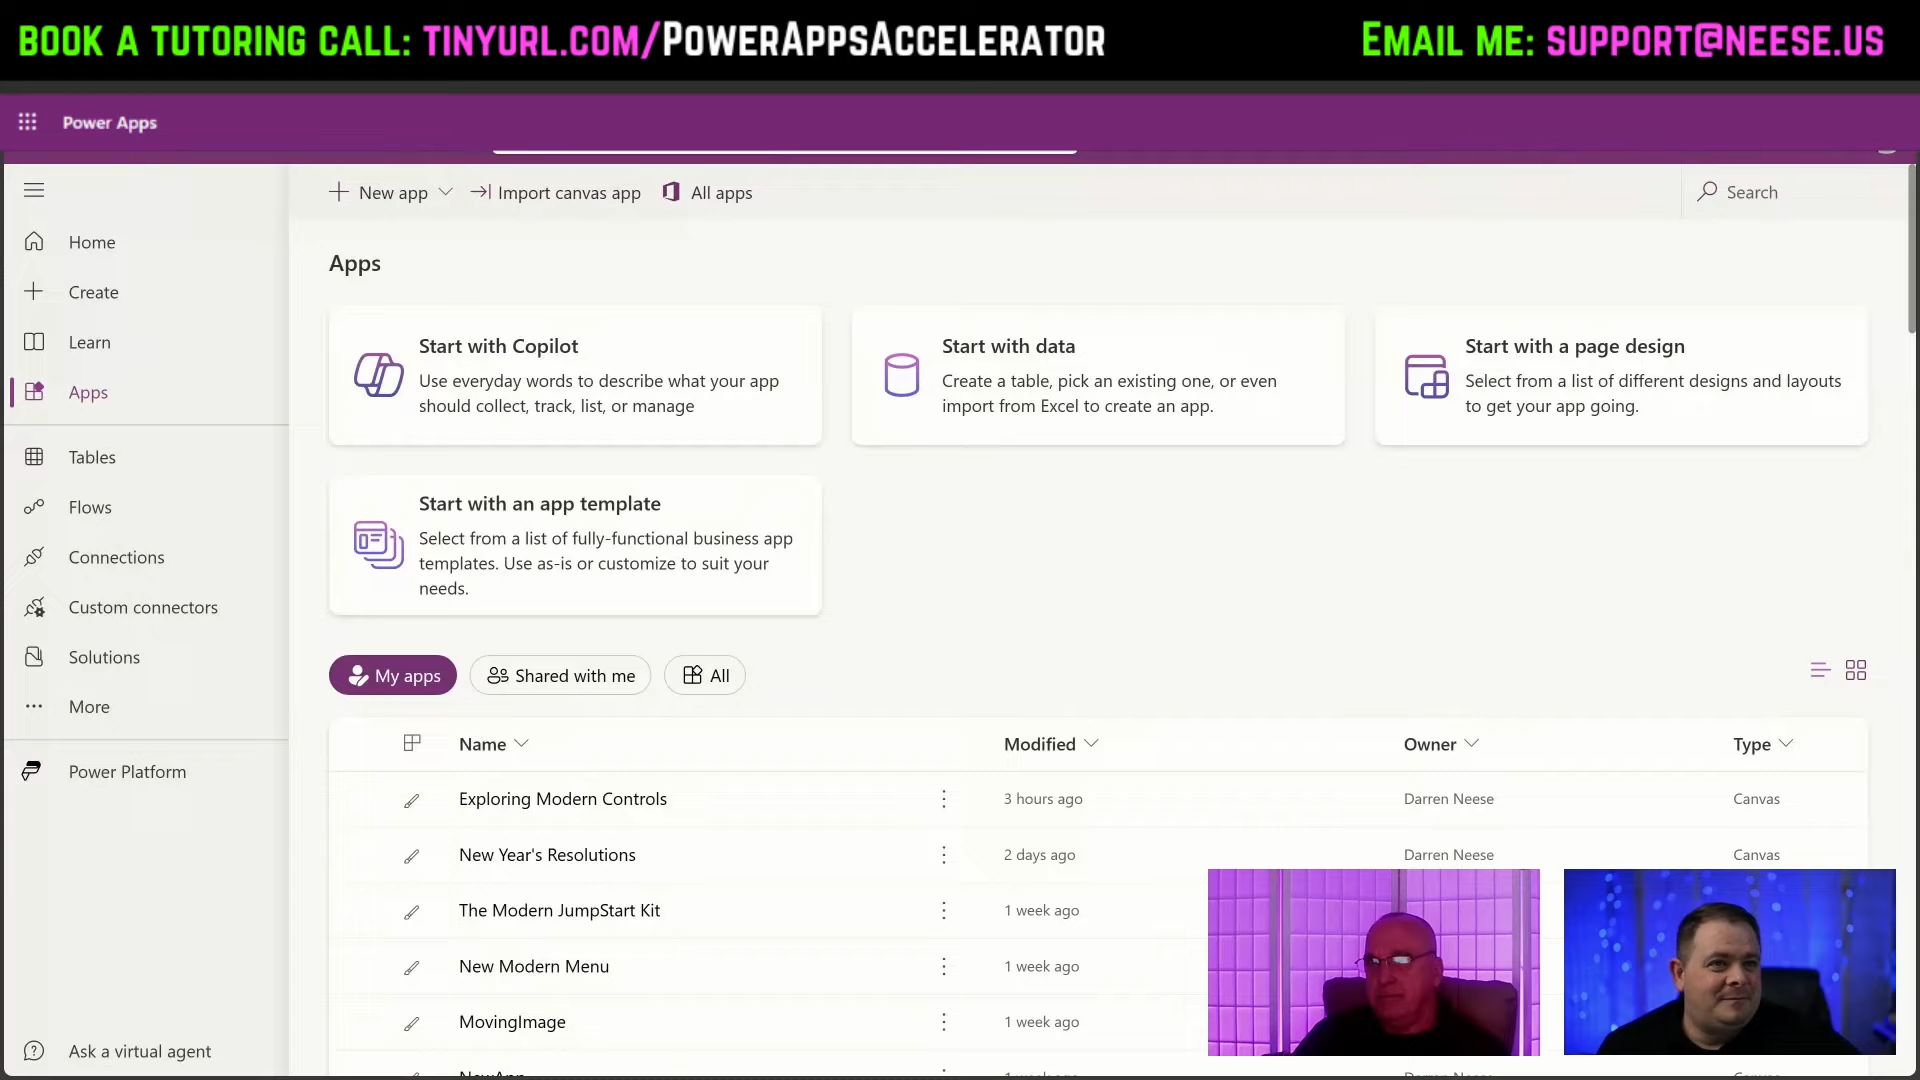 BOOK A TUTORING CALL: TINYURL.COM/POWERAPPSACCELERATOR
EMAIL ME: SUPPORT@NEESE.US
Power Apps
New app
Import canvas app
All apps
Search
Home
Create
Learn
Apps
Tables
Flows
Connections
Custom connectors
Solutions
More
Power Platform
Ask a virtual agent
Apps
Start with Copilot
Use everyday words to describe what your app
should collect, track, list, or manage
Start with data
Create a table, pick an existing one, or even
import from Excel to create an app.
Start with a page design
Select from a list of different designs and layouts
to get your app going.
Start with an app template
Select from a list of fully-functional business app
templates. Use as-is or customize to suit your
needs.
My apps
Shared with me
All
Name Modified Owner Type
Exploring Modern Controls 3 hours ago Darren Neese Canvas
New Year's Resolutions 2 days ago Darren Neese Canvas
The Modern JumpStart Kit 1 week ago
New Modern Menu 1 week ago
MovingImage 1 week ago